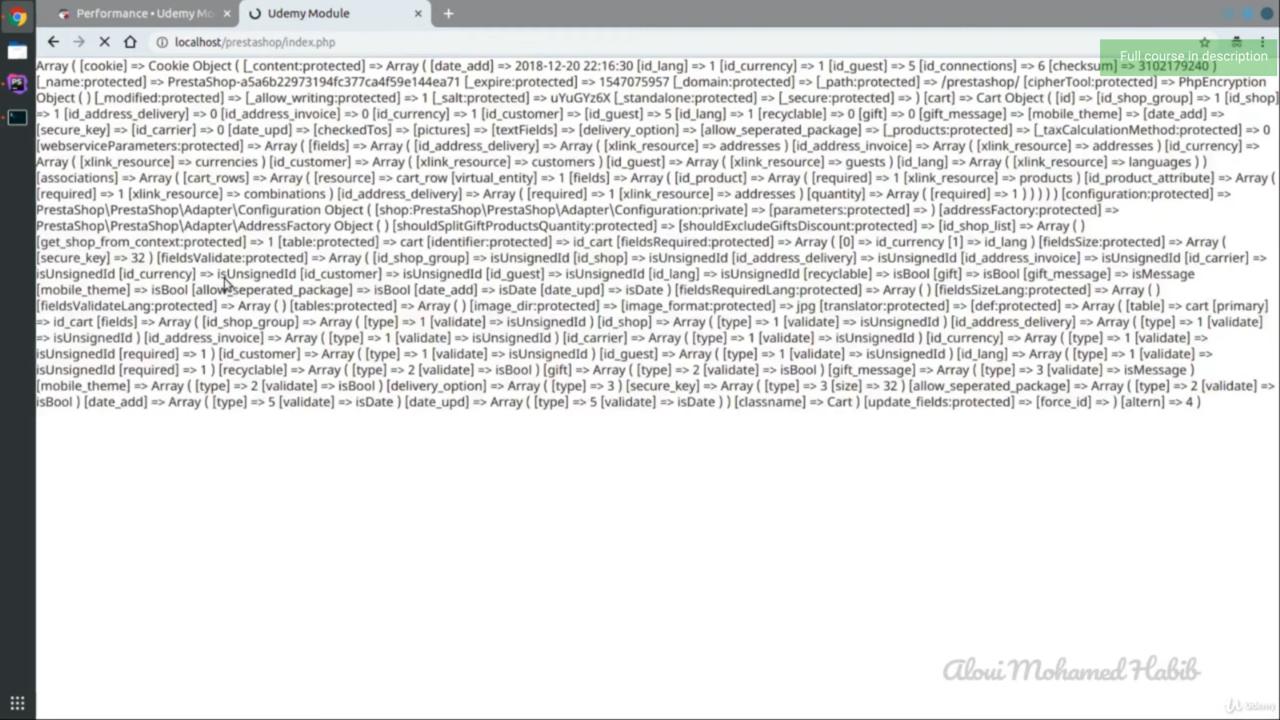 Performance • Udemy Mo
Udemy Module
localhost/prestashop/index.php
Full course in description
Array ( [cookie] => Cookie Object ( [_content:protected] => Array ( [date_add] => 2018-12-20 22:16:30 [id_lang] => 1 [id_currency] => 1 [id_guest] => 5 [id_connections] => 6 [checksum] => 3102179240 )
[_name:protected] => PrestaShop-a5a6b22973194fc377ca4f59e144ea71 [_expire:protected] => 1547075957 [_domain:protected] => [_path:protected] => /prestashop/ [cipherTool:protected] => PhpEncryption
Object ( ) [_modified:protected] => [_allow_writing:protected] => 1 [_salt:protected] => uYuGYz6X [_standalone:protected] => [_secure:protected] => ) [cart] => Cart Object ( [id] => [id_shop_group] => 1 [id_shop]
=> 1 [id_address_delivery] => 0 [id_address_invoice] => 0 [id_currency] => 1 [id_customer] => [id_guest] => 5 [id_lang] => 1 [recyclable] => 0 [gift] => 0 [gift_message] => [mobile_theme] => [date_add] =>
[secure_key] => [id_carrier] => 0 [date_upd] => [checkedTos] => [pictures] => [textFields] => [delivery_option] => [allow_seperated_package] => [_products:protected] => [_taxCalculationMethod:protected] => 0
[webserviceParameters:protected] => Array ( [fields] => Array ( [id_address_delivery] => Array ( [xlink_resource] => addresses ) [id_address_invoice] => Array ( [xlink_resource] => addresses ) [id_currency] =>
Array ( [xlink_resource] => currencies ) [id_customer] => Array ( [xlink_resource] => customers ) [id_guest] => Array ( [xlink_resource] => guests ) [id_lang] => Array ( [xlink_resource] => languages ) )
[associations] => Array ( [cart_rows] => Array ( [resource] => cart_row [virtual_entity] => 1 [fields] => Array ( [id_product] => Array ( [required] => 1 [xlink_resource] => products ) [id_product_attribute] => Array (
[required] => 1 [xlink_resource] => combinations ) [id_address_delivery] => Array ( [required] => 1 [xlink_resource] => addresses ) [quantity] => Array ( [required] => 1 ) ) ) ) ) ) [configuration:protected] =>
PrestaShop\PrestaShop\Adapter\Configuration Object ( [shop:PrestaShop\PrestaShop\Adapter\Configuration:private] => [parameters:protected] => ) [addressFactory:protected] =>
PrestaShop\PrestaShop\Adapter\AddressFactory Object ( ) [shouldSplitGiftProductsQuantity:protected] => [shouldExcludeGiftsDiscount:protected] => [id_shop_list] => Array ( )
[get_shop_from_context:protected] => 1 [table:protected] => cart [identifier:protected] => id_cart [fieldsRequired:protected] => Array ( [0] => id_currency [1] => id_lang ) [fieldsSize:protected] => Array (
[secure_key] => 32 ) [fieldsValidate:protected] => Array ( [id_shop_group] => isUnsignedId [id_shop] => isUnsignedId [id_address_delivery] => isUnsignedId [id_address_invoice] => isUnsignedId [id_carrier] =>
isUnsignedId [id_currency] => isUnsignedId [id_customer] => isUnsignedId [id_guest] => isUnsignedId [id_lang] => isUnsignedId [recyclable] => isBool [gift] => isBool [gift_message] => isMessage
[mobile_theme] => isBool [allow_seperated_package] => isBool [date_add] => isDate [date_upd] => isDate ) [fieldsRequiredLang:protected] => Array ( ) [fieldsSizeLang:protected] => Array ( )
[fieldsValidateLang:protected] => Array ( ) [tables:protected] => Array ( ) [image_dir:protected] => [image_format:protected] => jpg [translator:protected] => [def:protected] => Array ( [table] => cart [primary]
=> id_cart [fields] => Array ( [id_shop_group] => Array ( [type] => 1 [validate] => isUnsignedId ) [id_shop] => Array ( [type] => 1 [validate] => isUnsignedId ) [id_address_delivery] => Array ( [type] => 1 [validate]
=> isUnsignedId ) [id_address_invoice] => Array ( [type] => 1 [validate] => isUnsignedId ) [id_carrier] => Array ( [type] => 1 [validate] => isUnsignedId ) [id_currency] => Array ( [type] => 1 [validate] =>
isUnsignedId [required] => 1 ) [id_customer] => Array ( [type] => 1 [validate] => isUnsignedId ) [id_guest] => Array ( [type] => 1 [validate] => isUnsignedId ) [id_lang] => Array ( [type] => 1 [validate] =>
isUnsignedId [required] => 1 ) [recyclable] => Array ( [type] => 2 [validate] => isBool ) [gift] => Array ( [type] => 2 [validate] => isBool ) [gift_message] => Array ( [type] => 3 [validate] => isMessage )
[mobile_theme] => Array ( [type] => 2 [validate] => isBool ) [delivery_option] => Array ( [type] => 3 ) [secure_key] => Array ( [type] => 3 [size] => 32 ) [allow_seperated_package] => Array ( [type] => 2 [validate] =>
isBool ) [date_add] => Array ( [type] => 5 [validate] => isDate ) [date_upd] => Array ( [type] => 5 [validate] => isDate ) ) [classname] => Cart ) [update_fields:protected] => [force_id] => ) [altern] => 4 )
Aloui Mohamed Habib
Udemy